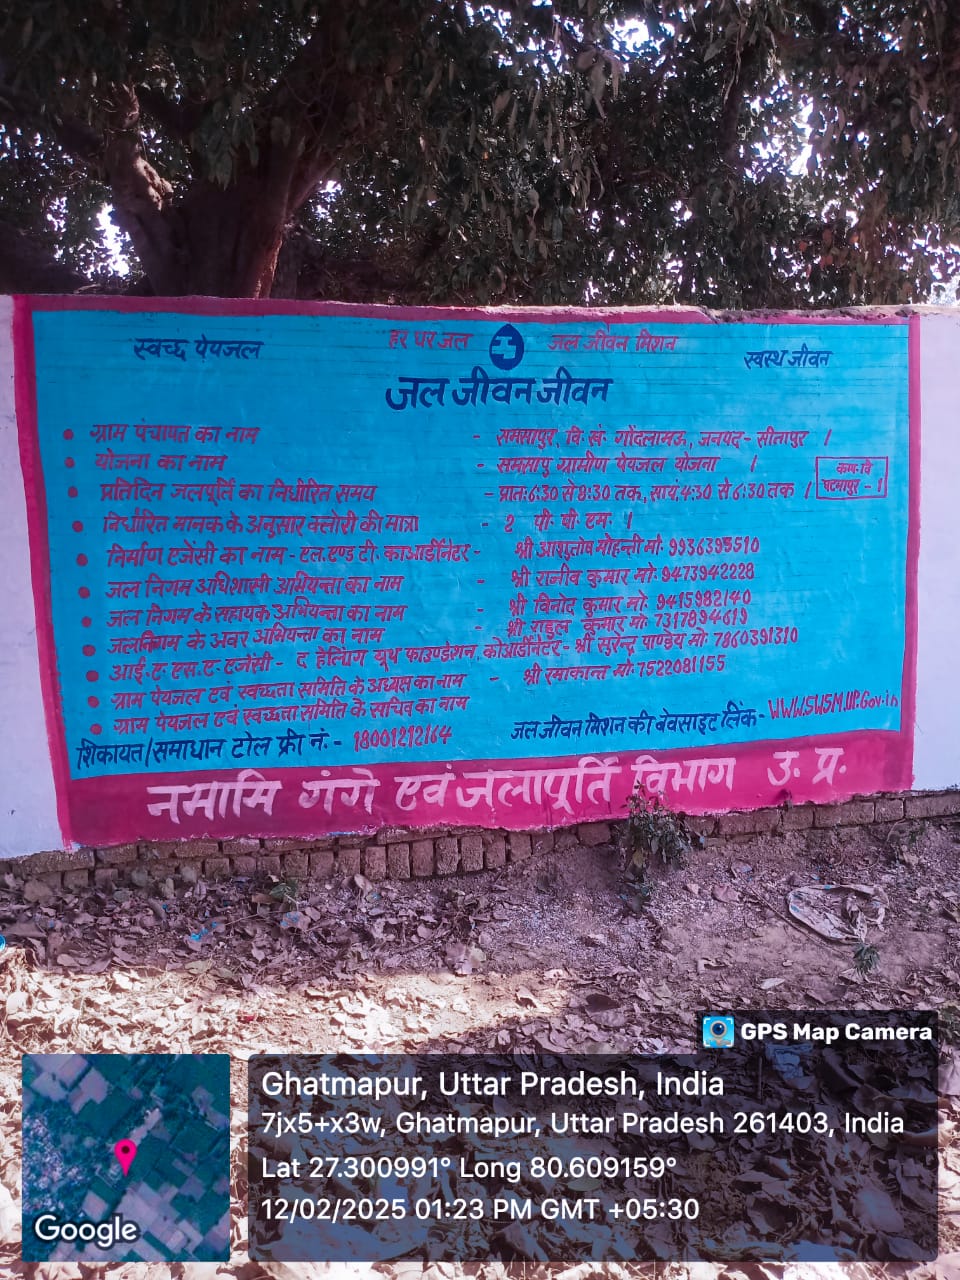 स्वच्छ पेयजल हर घर जल जल जीवन मिशन स्वस्थ जीवन
जल जीवन जीवन
• ग्राम पंचायत का नाम - समसापुर, वि. खं. गोंदलामऊ, जनपद- सीतापुर ।
• योजना का नाम - समसापु ग्रामीण पेयजल योजना ।
• प्रतिदिन जलपूर्ति का निर्धारित समय - प्रातः 6:30 से 8:30 तक, सायं 4:30 से 6:30 तक ।
- 1
• निर्धारित मानक के अनुसार क्लोरी की मात्रा - 2 पी. पी. एम. ।
• निर्माण एजेंसी का नाम - एल. एण्ड टी. काआर्डीनेटर - श्री आशुतोष मोहन्ती मो. 9936395510
• जल निगम अधिशासी अभियन्ता का नाम - श्री राजीव कुमार मो. 9473942228
• जल निगम के सहायक अभियन्ता का नाम - श्री विनोद कुमार मो. 9415982140
• जलनिगम के अवर अभियन्ता का नाम - श्री राहुल कुमार मो. 7317894619
• आई. ए. एस. ए. एजेंसी - द हेल्पिंग यूथ फाउण्डेशन, कोआर्डीनेटर - श्री सुरेन्द्र पाण्डेय मो. 7860391310
• ग्राम पेयजल एवं स्वच्छता समिति के अध्यक्ष का नाम - श्री रमाकान्त मो. 7522081155
• ग्राम पेयजल एवं स्वच्छता समिति के सचिव का नाम
शिकायत/समाधान टोल फ्री नं. - 18001212164 जल जीवन मिशन की वेवसाइट लिंक - WWW.SWSM.UP.Gov.in
नमामि गंगे एवं जलापूर्ति विभाग उ. प्र.
GPS Map Camera
Ghatmapur, Uttar Pradesh, India
7jx5+x3w, Ghatmapur, Uttar Pradesh 261403, India
Lat 27.300991° Long 80.609159°
12/02/2025 01:23 PM GMT +05:30
Google